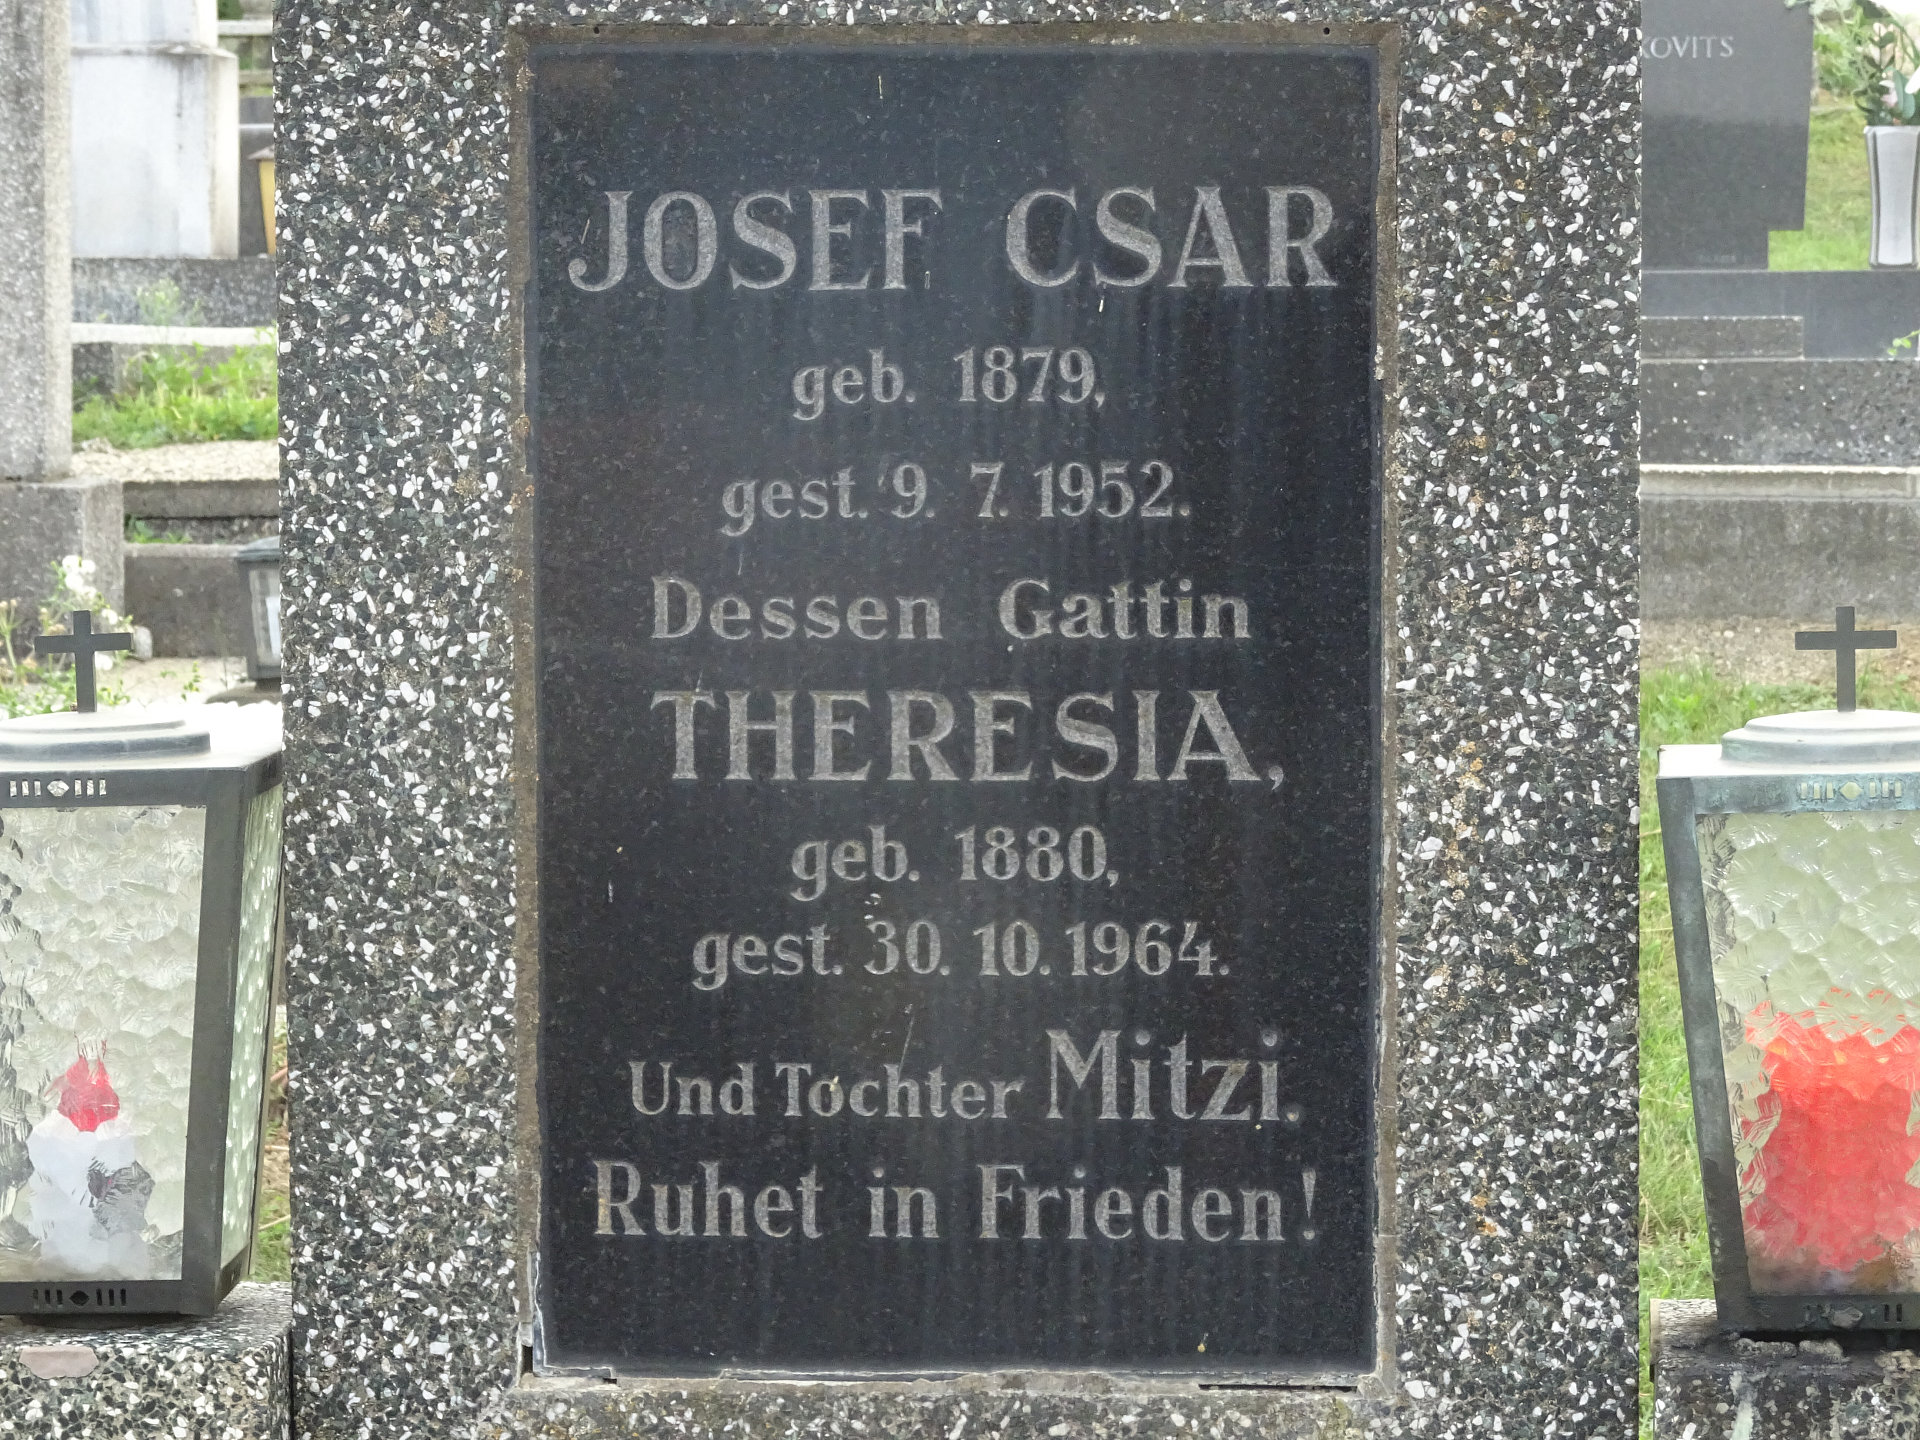 JOSEF CSAR
geb. 1879,
gest. 9. 7. 1952.
Dessen Gattin
THERESIA,
geb. 1880,
gest. 30. 10. 1964.
Und Tochter Mitzi.
Ruhet in Frieden!